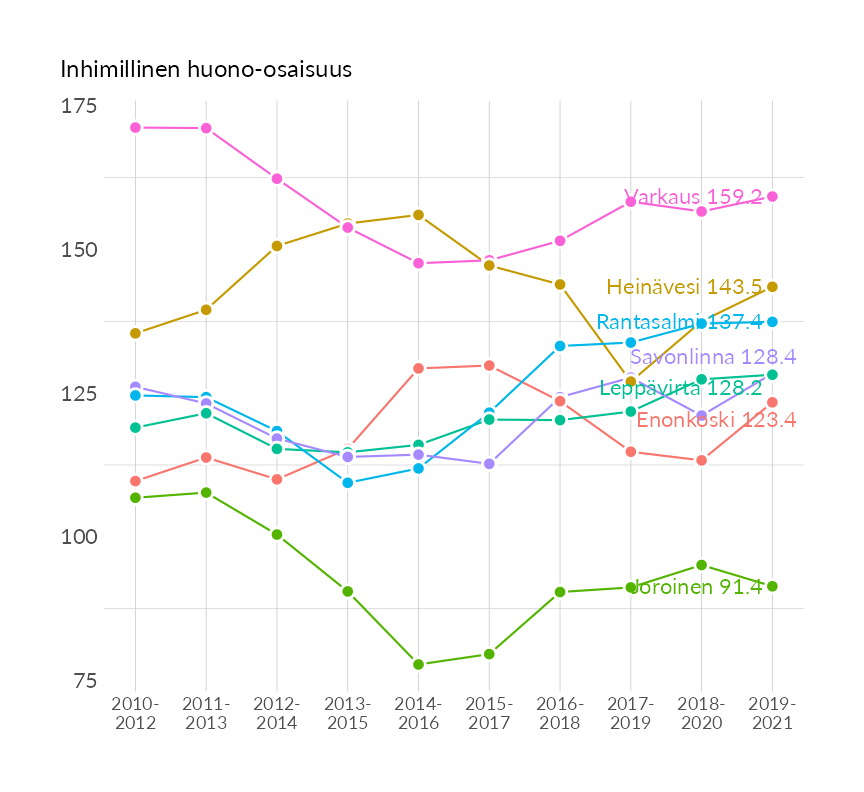 Inhimillinen huono-osaisuus
175
150
125
100
75
Varkaus 159.2
Heinävesi 143.5
Rantasalmi 137.4
Savonlinna 128.4
Leppävirta 128.2
Enonkoski 123.4
Joroinen 91.4
2010- 2011- 2012- 2013- 2014- 2015- 2016- 2017- 2018- 2019-
2012 2013 2014 2015 2016 2017 2018 2019 2020 2021